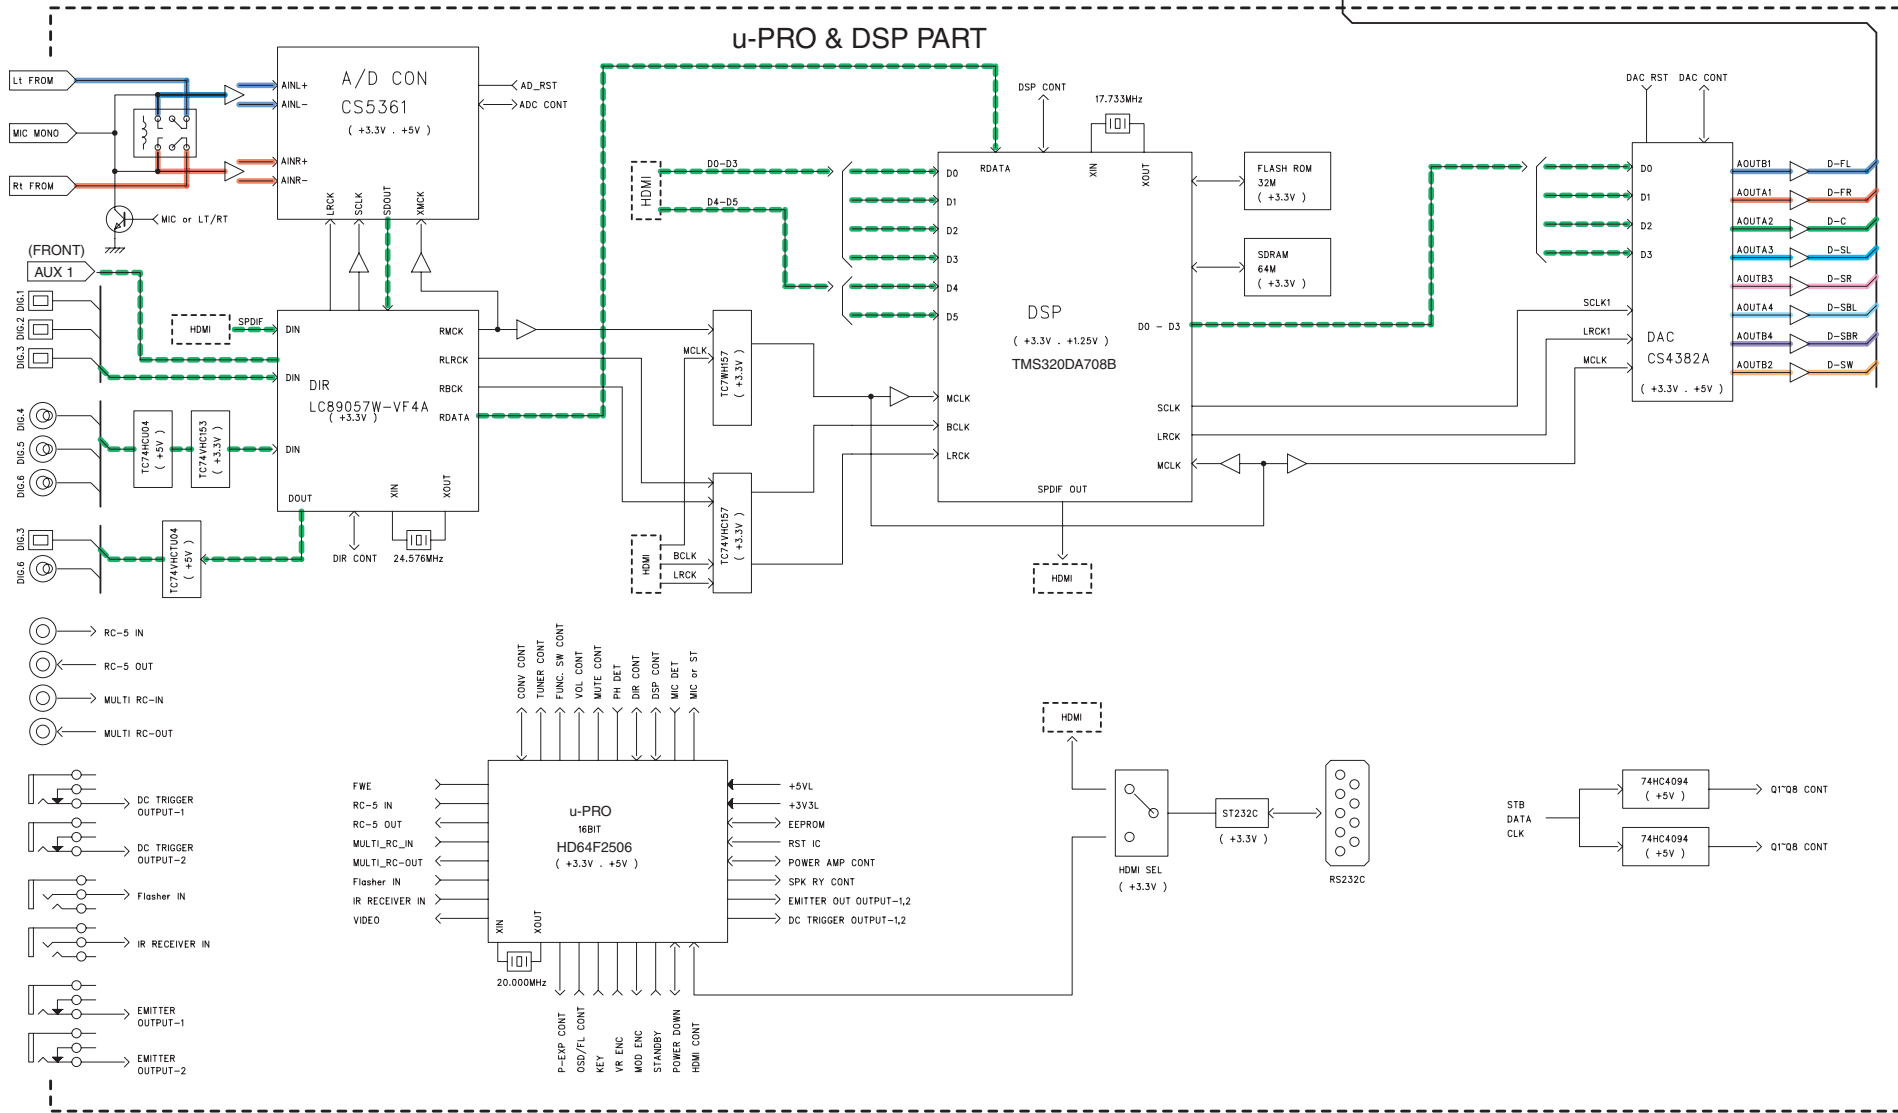 u-PRO & DSP PART
Lt FROM
MIC MONO
Rt FROM
MIC or LT/RT
A/D CON
CS5361
( +3.3V . +5V )
AINL+
AINL-
AINR+
AINR-
AD_RST
ADC CONT
LRCK
SCLK
SDOUT
XMCK
(FRONT)
AUX 1
DIG.1
DIG.2
DIG.3
DIG.4
DIG.5
DIG.6
DIG.3
DIG.6
HDMI
SPDIF
TC74HCU04
( +5V )
TC74VHC153
( +3.3V )
TC74VHCTU04
( +5V )
DIN
DIN
DIN
DIR
LC89057W-VF4A
( +3.3V )
RMCK
RLRCK
RBCK
RDATA
DOUT
XIN
XOUT
DIR CONT
24.576MHz
HDMI
D0-D3
D4-D5
MCLK
TC7WH157
( +3.3V )
TC74VHC157
( +3.3V )
HDMI
BCLK
LRCK
DSP CONT
17.733MHz
RDATA
XIN
XOUT
D0
D1
D2
D3
D4
D5
DSP
( +3.3V . +1.25V )
TMS320DA708B
D0 - D3
MCLK
BCLK
LRCK
SCLK
LRCK
MCLK
SPDIF OUT
HDMI
FLASH ROM
32M
( +3.3V )
SDRAM
64M
( +3.3V )
DAC RST
DAC CONT
D0
D1
D2
D3
SCLK1
LRCK1
MCLK
DAC
CS4382A
( +3.3V . +5V )
AOUTB1
D-FL
AOUTA1
D-FR
AOUTA2
D-C
AOUTA3
D-SL
AOUTB3
D-SR
AOUTA4
D-SBL
AOUTB4
D-SBR
AOUTB2
D-SW
RC-5 IN
RC-5 OUT
MULTI RC-IN
MULTI RC-OUT
DC TRIGGER
OUTPUT-1
DC TRIGGER
OUTPUT-2
Flasher IN
IR RECEIVER IN
EMITTER
OUTPUT-1
EMITTER
OUTPUT-2
CONV CONT
TUNER CONT
FUNC. SW CONT
VOL CONT
MUTE CONT
PH DET
DIR CONT
DSP CONT
MIC DET
MIC or ST
FWE
RC-5 IN
RC-5 OUT
MULTI_RC_IN
MULTI_RC-OUT
Flasher IN
IR RECEIVER IN
VIDEO
u-PRO
16BIT
HD64F2506
( +3.3V . +5V )
XIN
XOUT
20.000MHz
+5VL
+3V3L
EEPROM
RST IC
POWER AMP CONT
SPK RY CONT
EMITTER OUT OUTPUT-1,2
DC TRIGGER OUTPUT-1,2
P-EXP CONT
OSD/FL CONT
KEY
VR ENC
MOD ENC
STANDBY
POWER DOWN
HDMI CONT
HDMI
HDMI SEL
( +3.3V )
ST232C
( +3.3V )
RS232C
STB
DATA
CLK
74HC4094
( +5V )
74HC4094
( +5V )
Q1~Q8 CONT
Q1~Q8 CONT